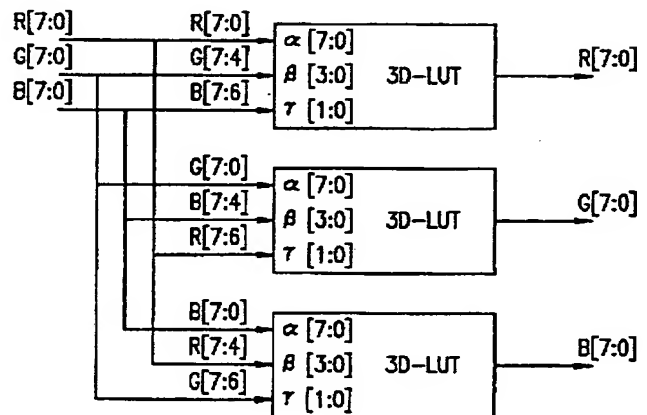 R[7:0] R[7:0]
α [7:0]
G[7:0] G[7:4]
β [3:0] 3D-LUT R[7:0]
B[7:0] B[7:6]
τ [1:0]
G[7:0]
α [7:0]
B[7:4]
β [3:0] 3D-LUT G[7:0]
R[7:6]
τ [1:0]
B[7:0]
α [7:0]
R[7:4]
β [3:0] 3D-LUT B[7:0]
G[7:6]
τ [1:0]